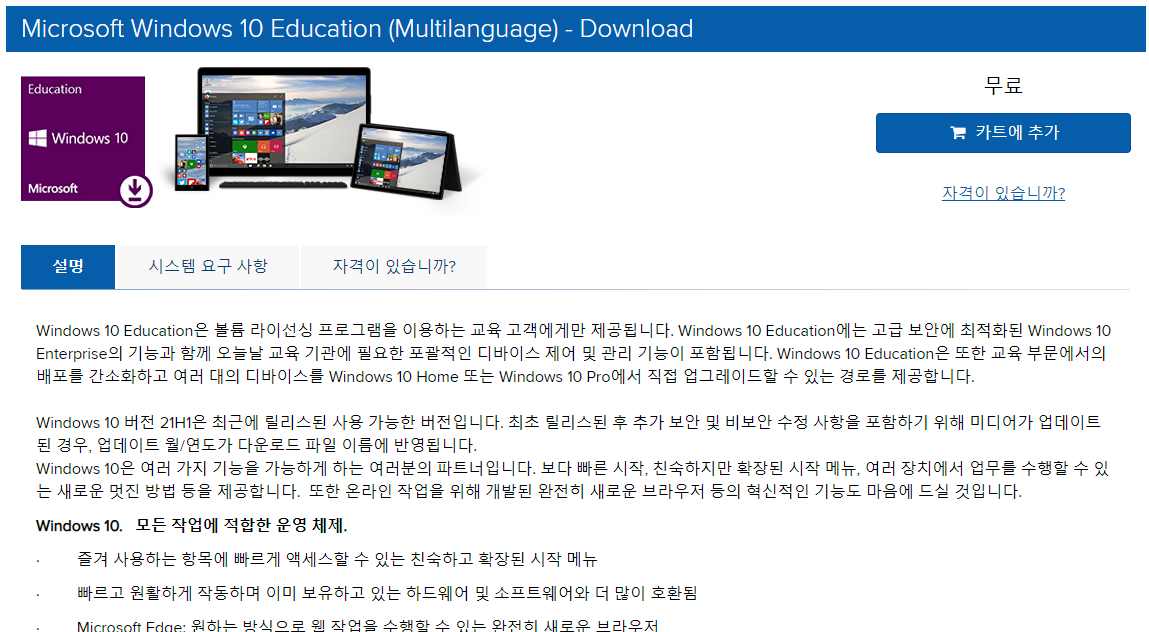 Microsoft Windows 10 Education (Multilanguage) - Download
Education
Windows 10
Microsoft
무료
카트에 추가
자격이 있습니까?
설명
시스템 요구 사항
자격이 있습니까?
Windows 10 Education은 볼륨 라이선싱 프로그램을 이용하는 교육 고객에게만 제공됩니다. Windows 10 Education에는 고급 보안에 최적화된 Windows 10
Enterprise의 기능과 함께 오늘날 교육 기관에 필요한 포괄적인 디바이스 제어 및 관리 기능이 포함됩니다. Windows 10 Education은 또한 교육 부문에서의
배포를 간소화하고 여러 대의 디바이스를 Windows 10 Home 또는 Windows 10 Pro에서 직접 업그레이드할 수 있는 경로를 제공합니다.
Windows 10 버전 21H1은 최근에 릴리스된 사용 가능한 버전입니다. 최초 릴리스된 후 추가 보안 및 비보안 수정 사항을 포함하기 위해 미디어가 업데이트
된 경우, 업데이트 월/연도가 다운로드 파일 이름에 반영됩니다.
Windows 10은 여러 가지 기능을 가능하게 하는 여러분의 파트너입니다. 보다 빠른 시작, 친숙하지만 확장된 시작 메뉴, 여러 장치에서 업무를 수행할 수 있
는 새로운 멋진 방법 등을 제공합니다. 또한 온라인 작업을 위해 개발된 완전히 새로운 브라우저 등의 혁신적인 기능도 마음에 드실 것입니다.
Windows 10. 모든 작업에 적합한 운영 체제.
· 즐겨 사용하는 항목에 빠르게 액세스할 수 있는 친숙하고 확장된 시작 메뉴
· 빠르고 원활하게 작동하며 이미 보유하고 있는 하드웨어 및 소프트웨어와 더 많이 호환됨
· Microsoft Edge: 원하는 방식으로 웹 작업을 수행할 수 있는 완전히 새로운 브라우저